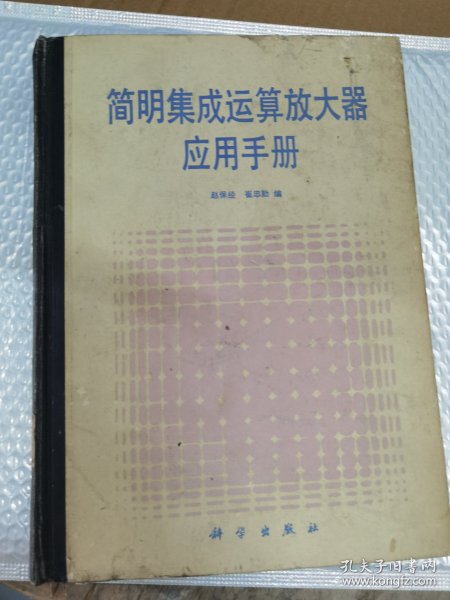 简明集成运算放大器
应用手册
赵保经 崔忠勤 编
科学出版社
孔夫子旧书网
www.kongfz.com